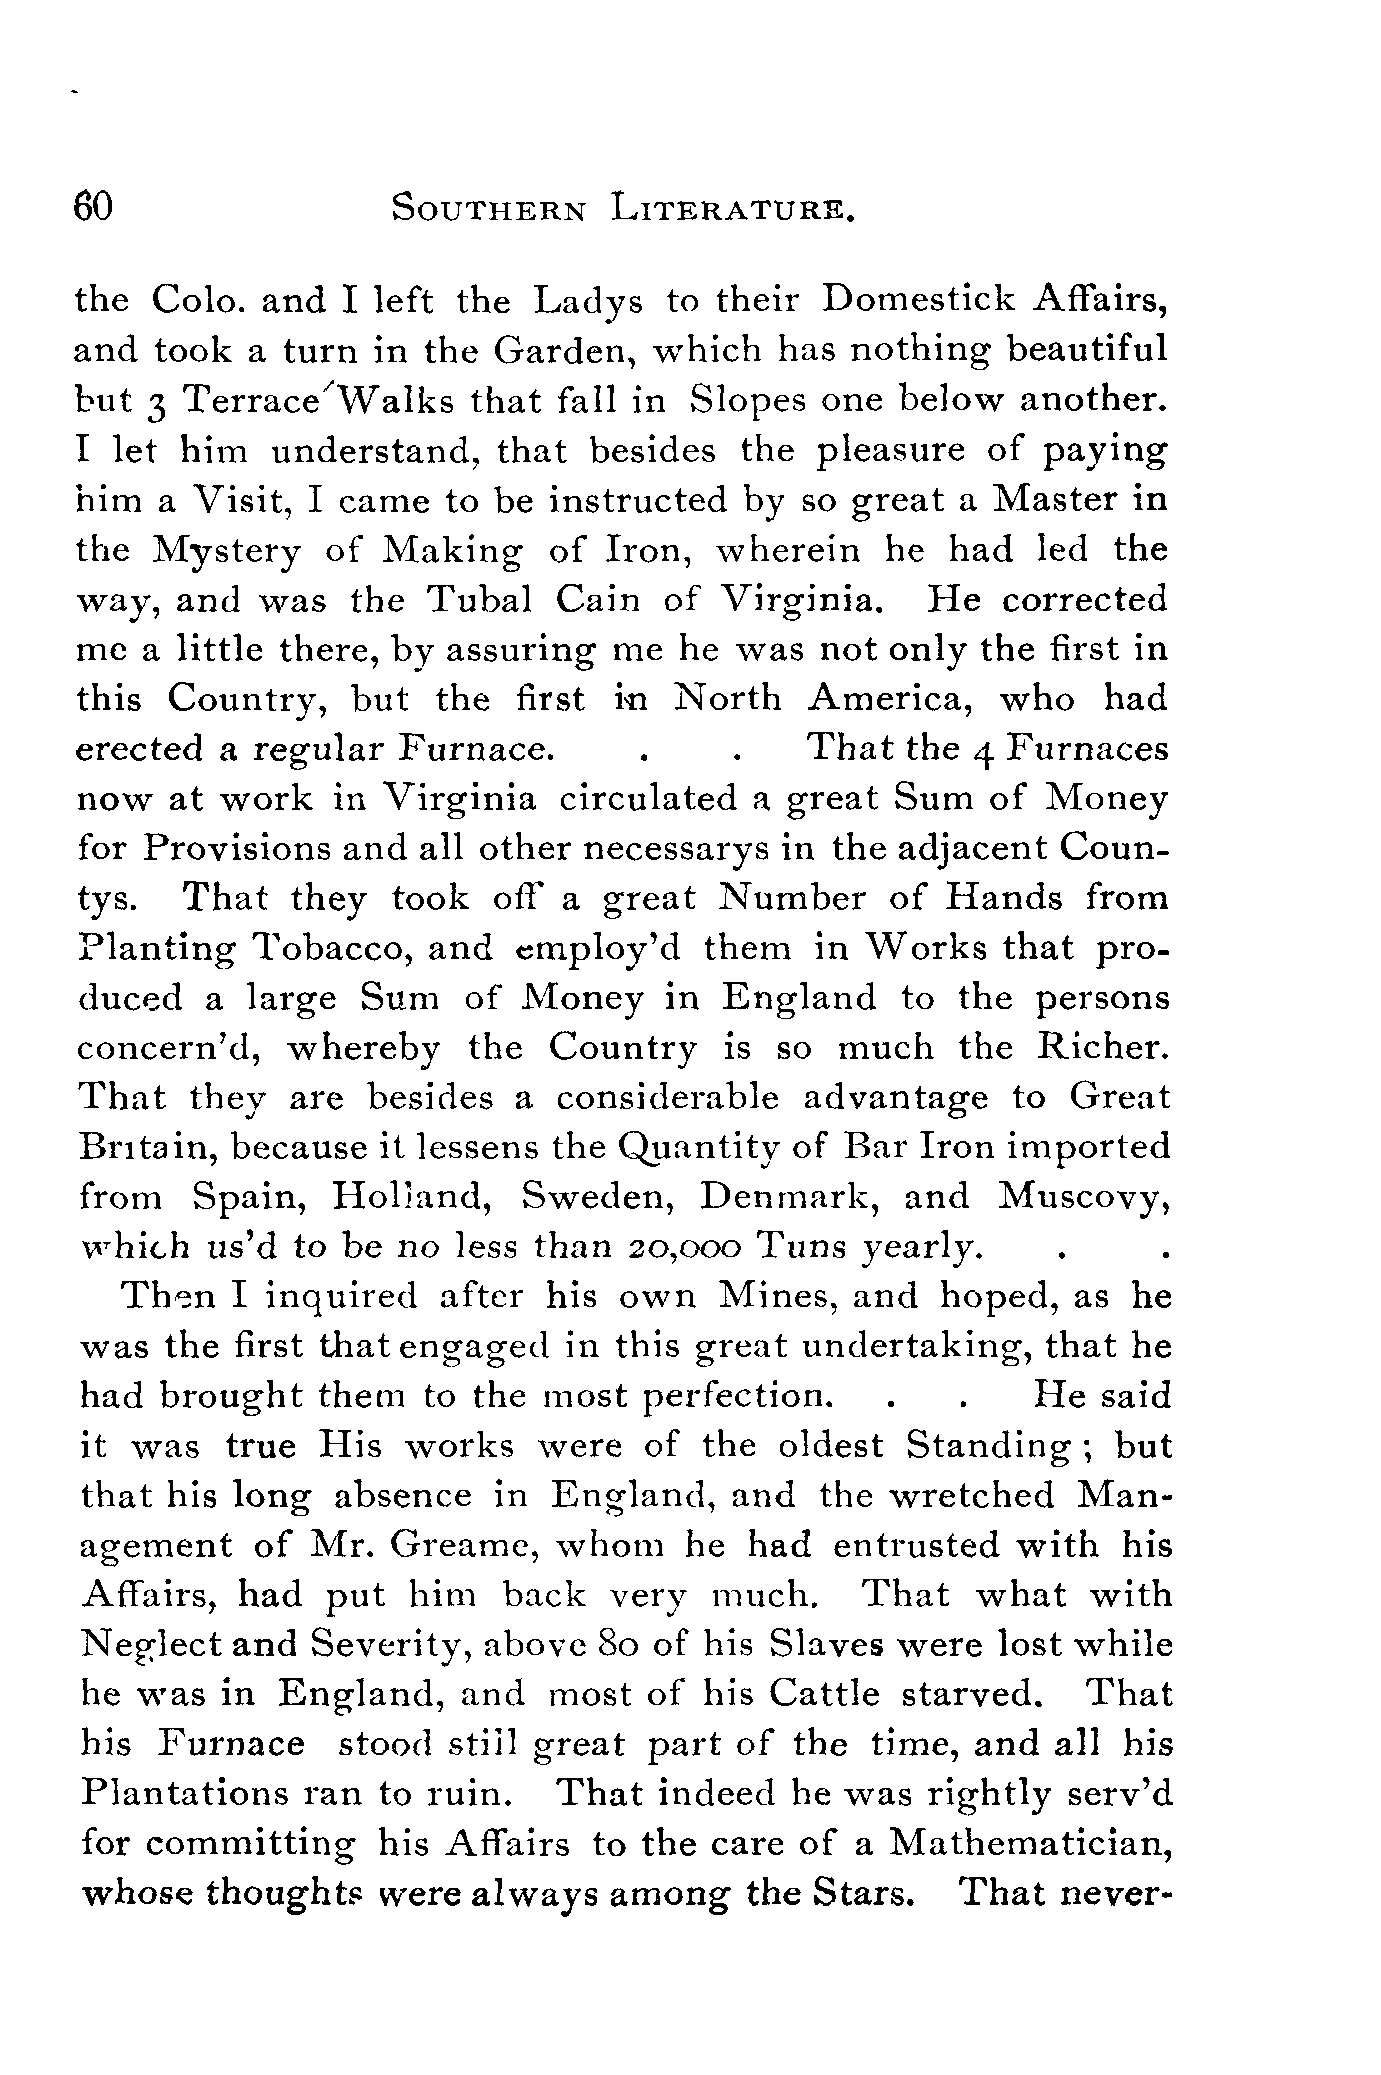 60 SOUTHERN LITERATURE.
the Colo. and I left the Ladys to their Domestick Affairs,
and took a turn in the Garden, which has nothing beautiful
but 3 Terrace Walks that fall in Slopes one below another.
I let him understand, that besides the pleasure of paying
him a Visit, I came to be instructed by so great a Master in
the Mystery of Making of Iron, wherein he had led the
way, and was the Tubal Cain of Virginia. He corrected
me a little there, by assuring me he was not only the first in
this Country, but the first in North America, who had
erected a regular Furnace. . . That the 4 Furnaces
now at work in Virginia circulated a great Sum of Money
for Provisions and all other necessarys in the adjacent Coun-
tys. That they took off a great Number of Hands from
Planting Tobacco, and employ'd them in Works that pro-
duced a large Sum of Money in England to the persons
concern'd, whereby the Country is so much the Richer.
That they are besides a considerable advantage to Great
Britain, because it lessens the Quantity of Bar Iron imported
from Spain, Holland, Sweden, Denmark, and Muscovy,
which us'd to be no less than 20,000 Tuns yearly. . .
Then I inquired after his own Mines, and hoped, as he
was the first that engaged in this great undertaking, that he
had brought them to the most perfection. . . He said
it was true His works were of the oldest Standing ; but
that his long absence in England, and the wretched Man-
agement of Mr. Greame, whom he had entrusted with his
Affairs, had put him back very much. That what with
Neglect and Severity, above 80 of his Slaves were lost while
he was in England, and most of his Cattle starved. That
his Furnace stood still great part of the time, and all his
Plantations ran to ruin. That indeed he was rightly serv'd
for committing his Affairs to the care of a Mathematician,
whose thoughts were always among the Stars. That never-